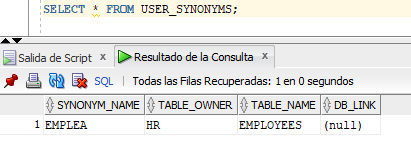 SELECT * FROM USER_SYNONYMS;
Salida de Script x Resultado de la Consulta x
SQL | Todas las Filas Recuperadas: 1 en 0 segundos
SYNONYM_NAME TABLE_OWNER TABLE_NAME DB_LINK
1 EMPLEA HR EMPLOYEES (null)